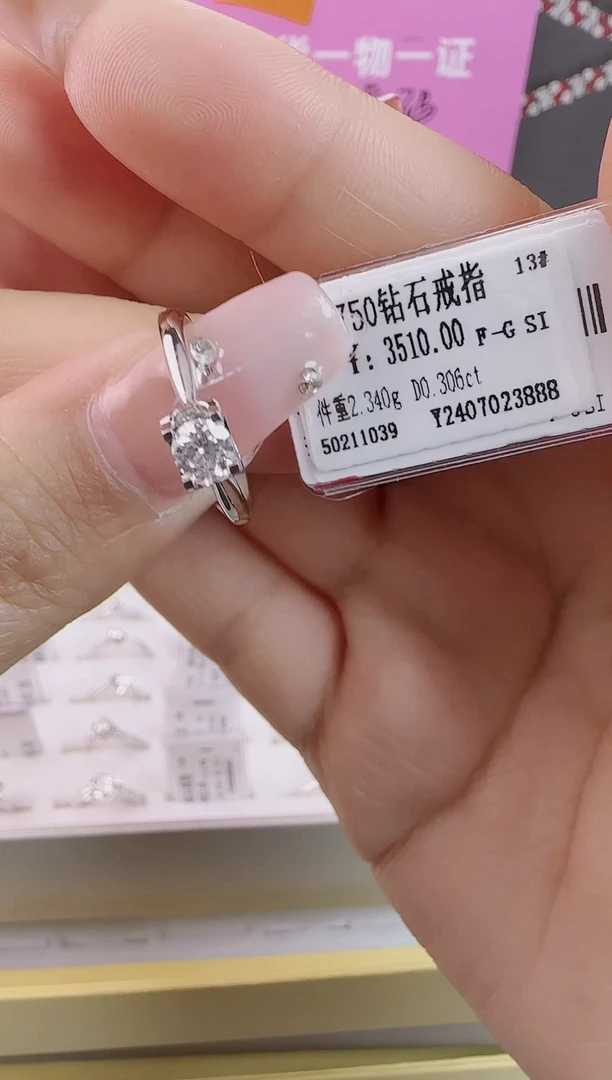 一物一证
750钻石戒指 13#
¥: 3510.00 F-G SI
件重2.340g D0.306ct
50211039 Y2407023888